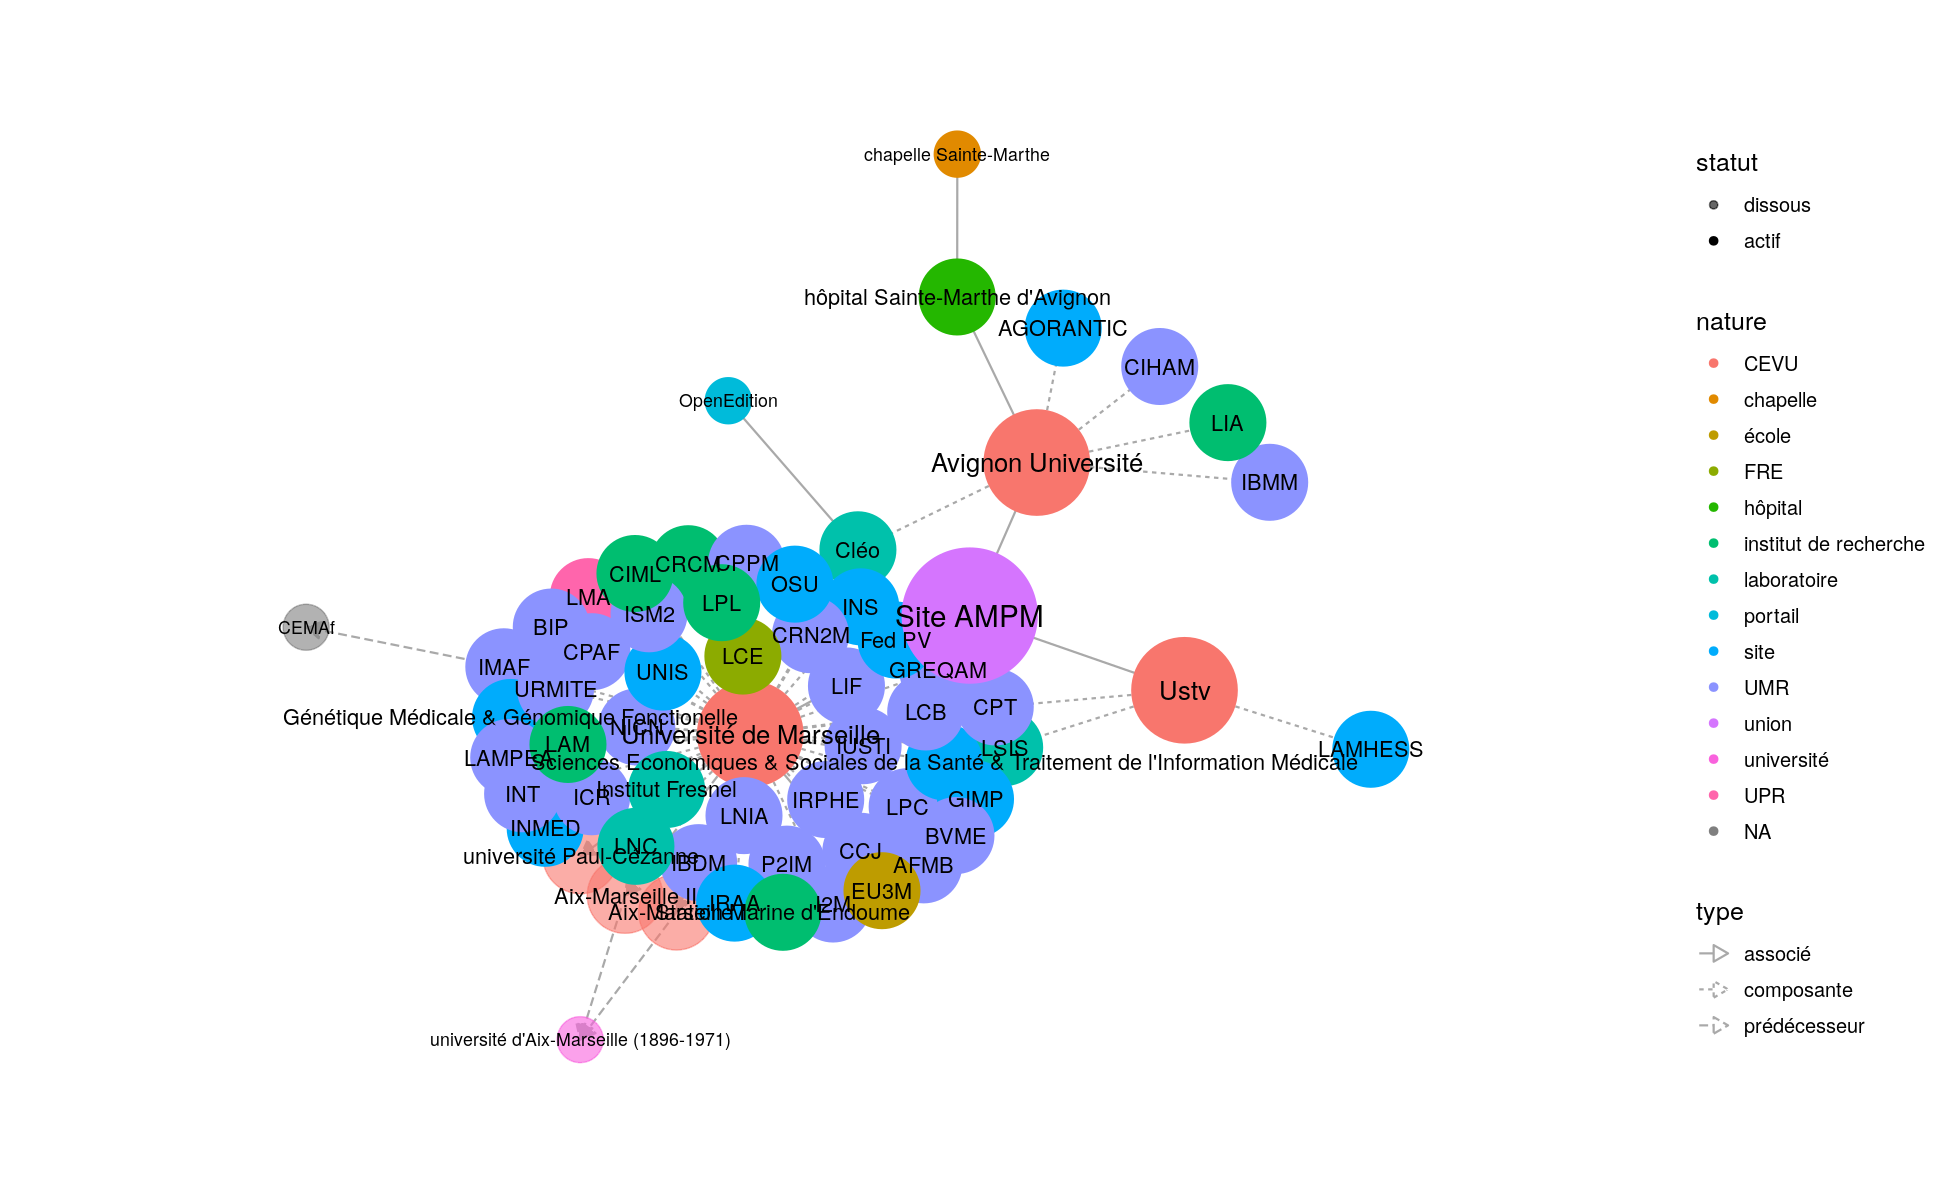 chapelle Sainte-Marthe
hôpital Sainte-Marthe d'Avignon
AGORANTIC
CIHAM
OpenEdition
LIA
Avignon Université
IBMM
Cléo
CRCM
CPPM
CIML
OSU
LMA
LPL
INS
ISM2
Site AMPM
BIP
CRN2M
CEMAf
Fed PV
CPAF
LCE
IMAF
UNIS
GREQAM
URMITE
LIF
Ustv
CPT
LCB
Génétique Médicale & Génomique Fonctionelle
NICN
Université de Marseille
LAM
IUSTI
LSIS
LAMHESS
LAMPEA
Sciences Economiques & Sociales de la Santé & Traitement de l'Information Médicale
Institut Fresnel
INT
ICR
IRPHE
GIMP
LPC
LNIA
INMED
BVME
LNC
CCJ
université Paul-Cézanne
IBDM
P2IM
AFMB
EU3M
Aix-Marseille II
IRAA
I2M
Aix-Marseille I
Station Marine d'Endoume
université d'Aix-Marseille (1896-1971)
statut
dissous
actif
nature
CEVU
chapelle
école
FRE
hôpital
institut de recherche
laboratoire
portail
site
UMR
union
université
UPR
NA
type
associé
composante
prédécesseur